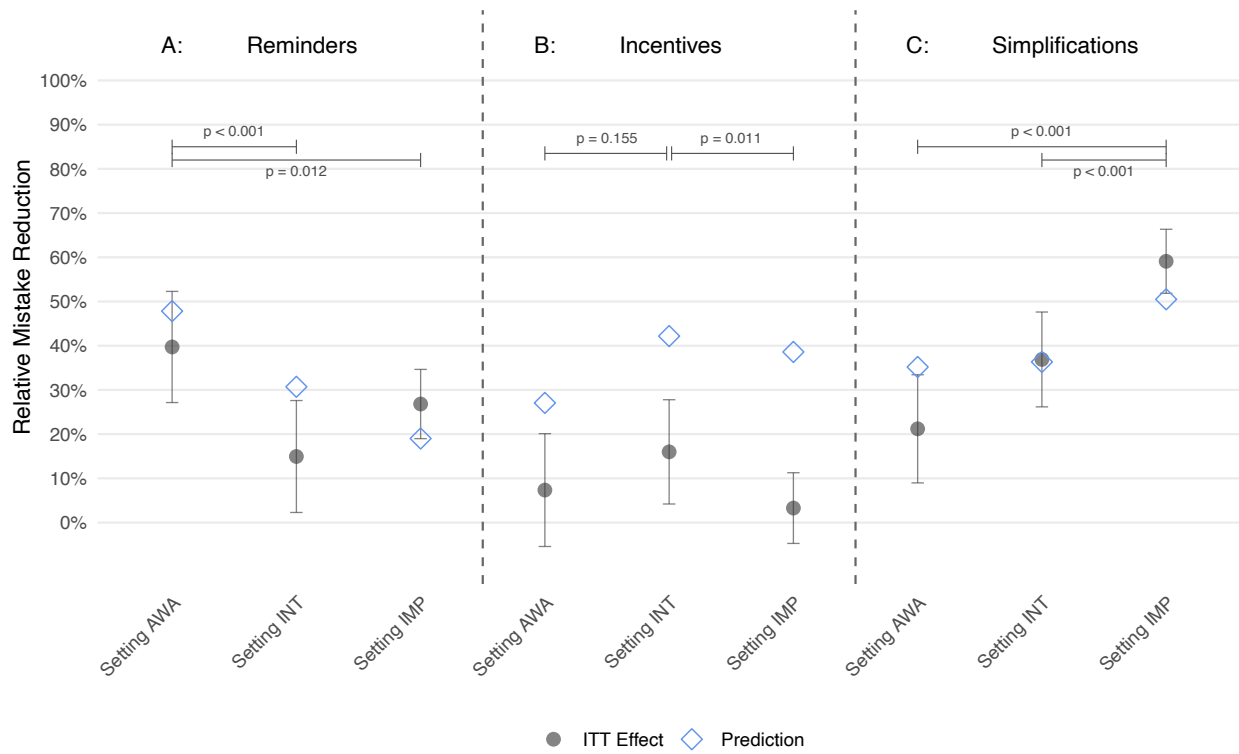 A: Reminders
B: Incentives
C: Simplifications
Relative Mistake Reduction
100%
90%
80%
70%
60%
50%
40%
30%
20%
10%
0%
p < 0.001
p = 0.012
p = 0.155
p = 0.011
p < 0.001
p < 0.001
Setting AWA
Setting INT
Setting IMP
Setting AWA
Setting INT
Setting IMP
Setting AWA
Setting INT
Setting IMP
ITT Effect
Prediction